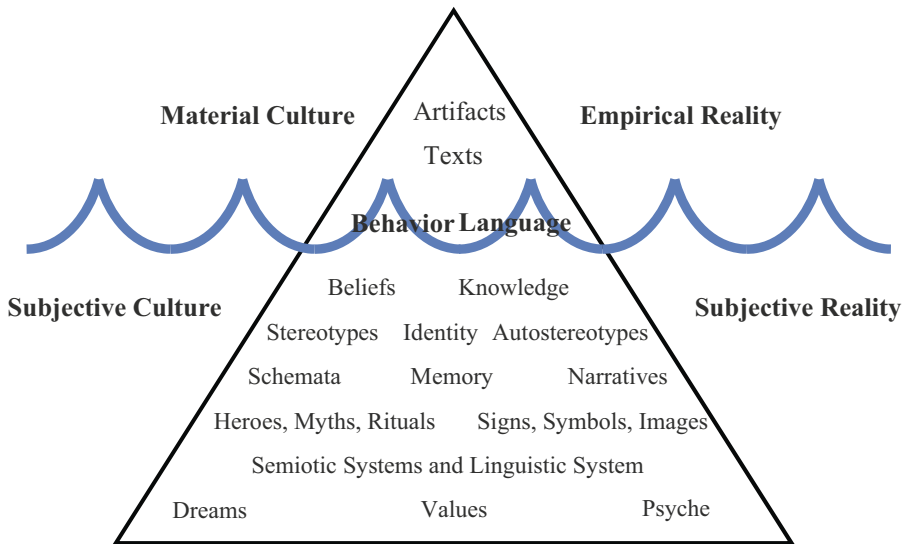 Artifacts
Material Culture Empirical Reality
Texts
Behavior Language
Beliefs Knowledge
Subjective Culture Subjective Reality
Stereotypes Identity Autostereotypes
Schemata Memory Narratives
Heroes, Myths, Rituals Signs, Symbols, Images
Semiotic Systems and Linguistic System
Dreams Values Psyche